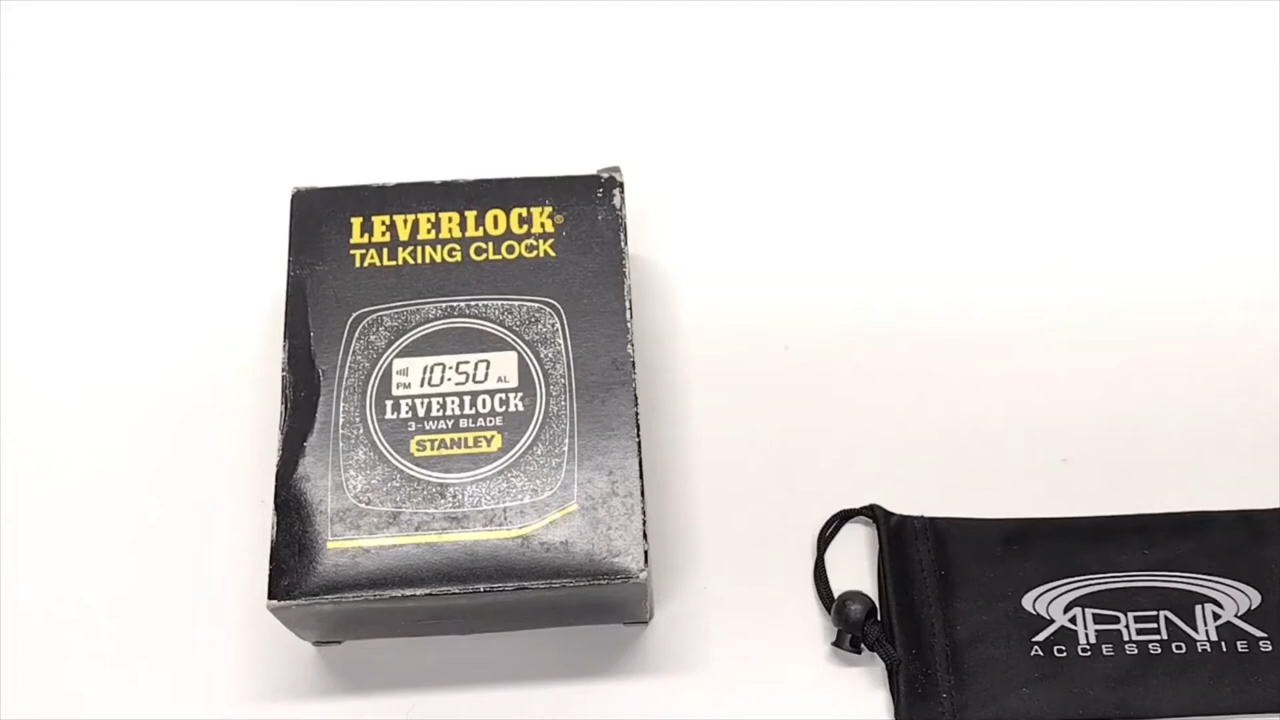 LEVERLOCK®
TALKING CLOCK
PM 10:50 AL
LEVERLOCK
3-WAY BLADE
STANLEY
ARENA
ACCESSORIES